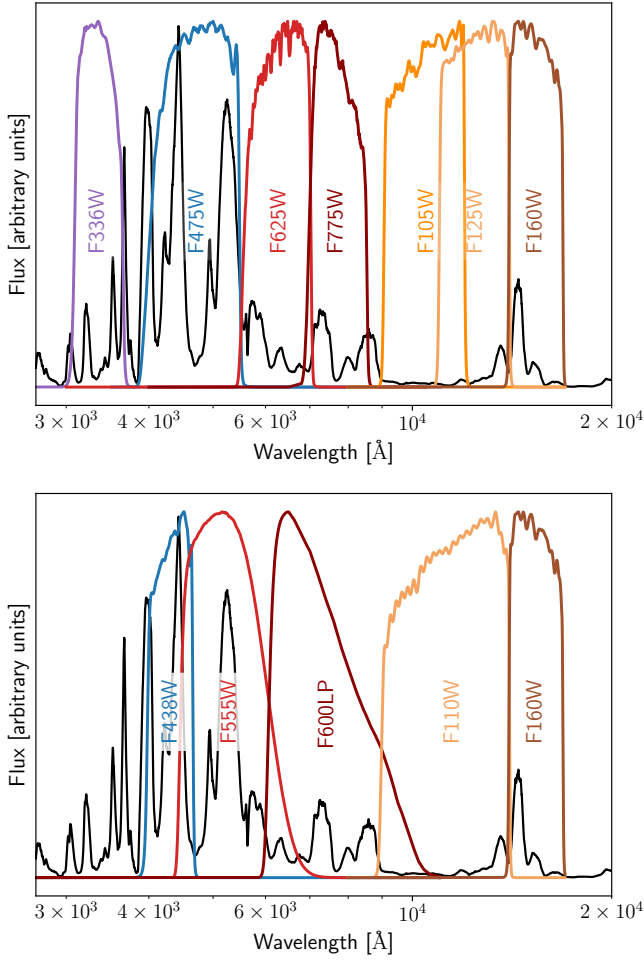 Flux [arbitrary units]
F336W
F475W
F625W
F775W
F105W
F125W
F160W
3 × 10³
4 × 10³
6 × 10³
10⁴
2 × 10⁴
Wavelength [Å]
Flux [arbitrary units]
F438W
F555W
F600LP
F110W
F160W
3 × 10³
4 × 10³
6 × 10³
10⁴
2 × 10⁴
Wavelength [Å]